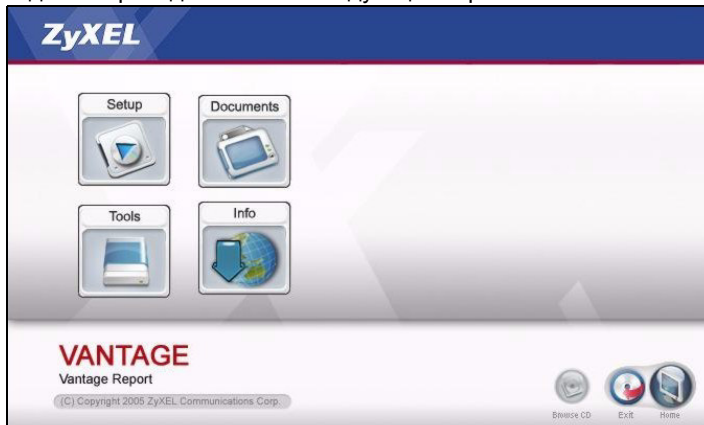 ZyXEL
Setup
Documents
Tools
Info
VANTAGE
Vantage Report
(C) Copyright 2005 ZyXEL Communications Corp.
Browse CD
Exit
Home